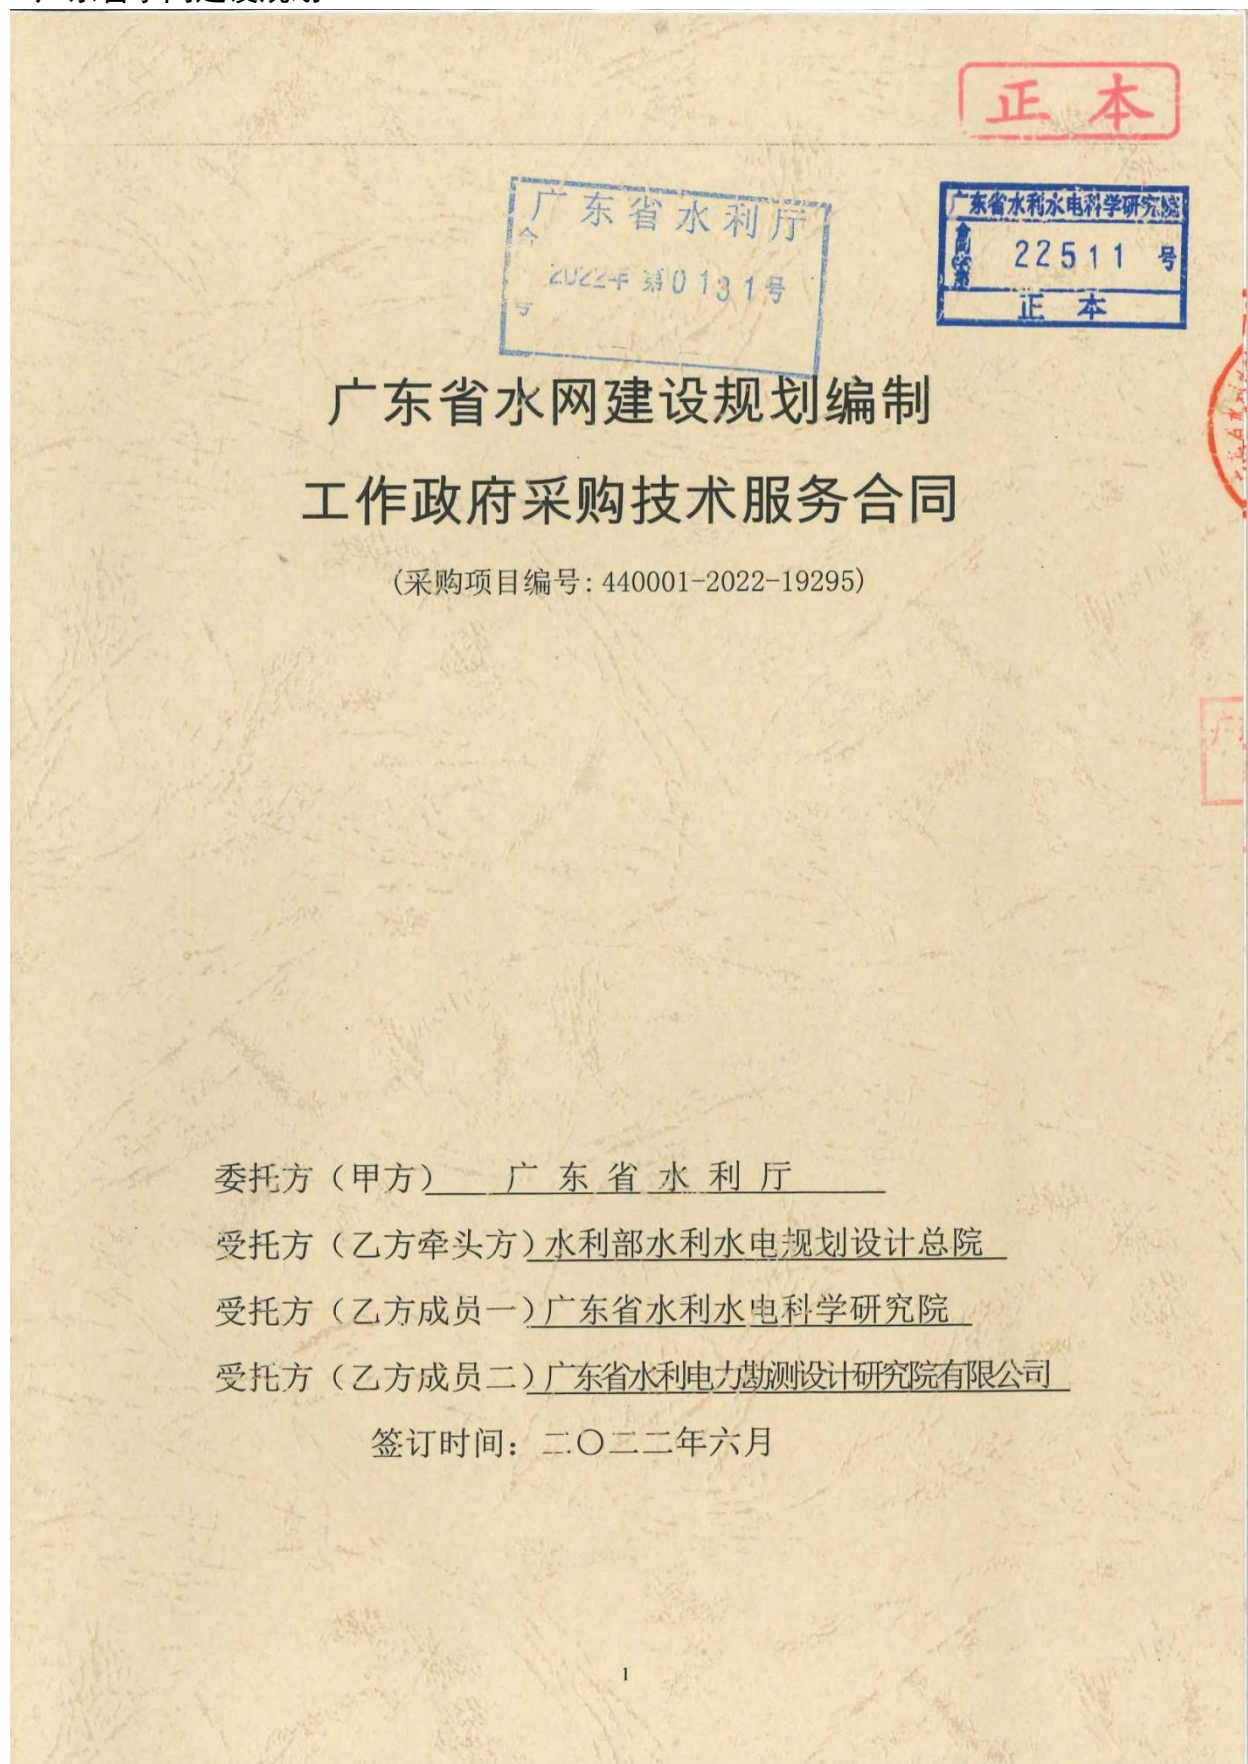 正 本
广东省水利厅
合
2022年 第0131号
号
广东省水利水电科学研究院
合同字第 22511 号
正 本
广东省水网建设规划编制
工作政府采购技术服务合同
(采购项目编号: 440001-2022-19295)
委托方（甲方） 广 东 省 水 利 厅
受托方（乙方牵头方）水利部水利水电规划设计总院
受托方（乙方成员一）广东省水利水电科学研究院
受托方（乙方成员二）广东省水利电力勘测设计研究院有限公司
签订时间：二〇二二年六月
1